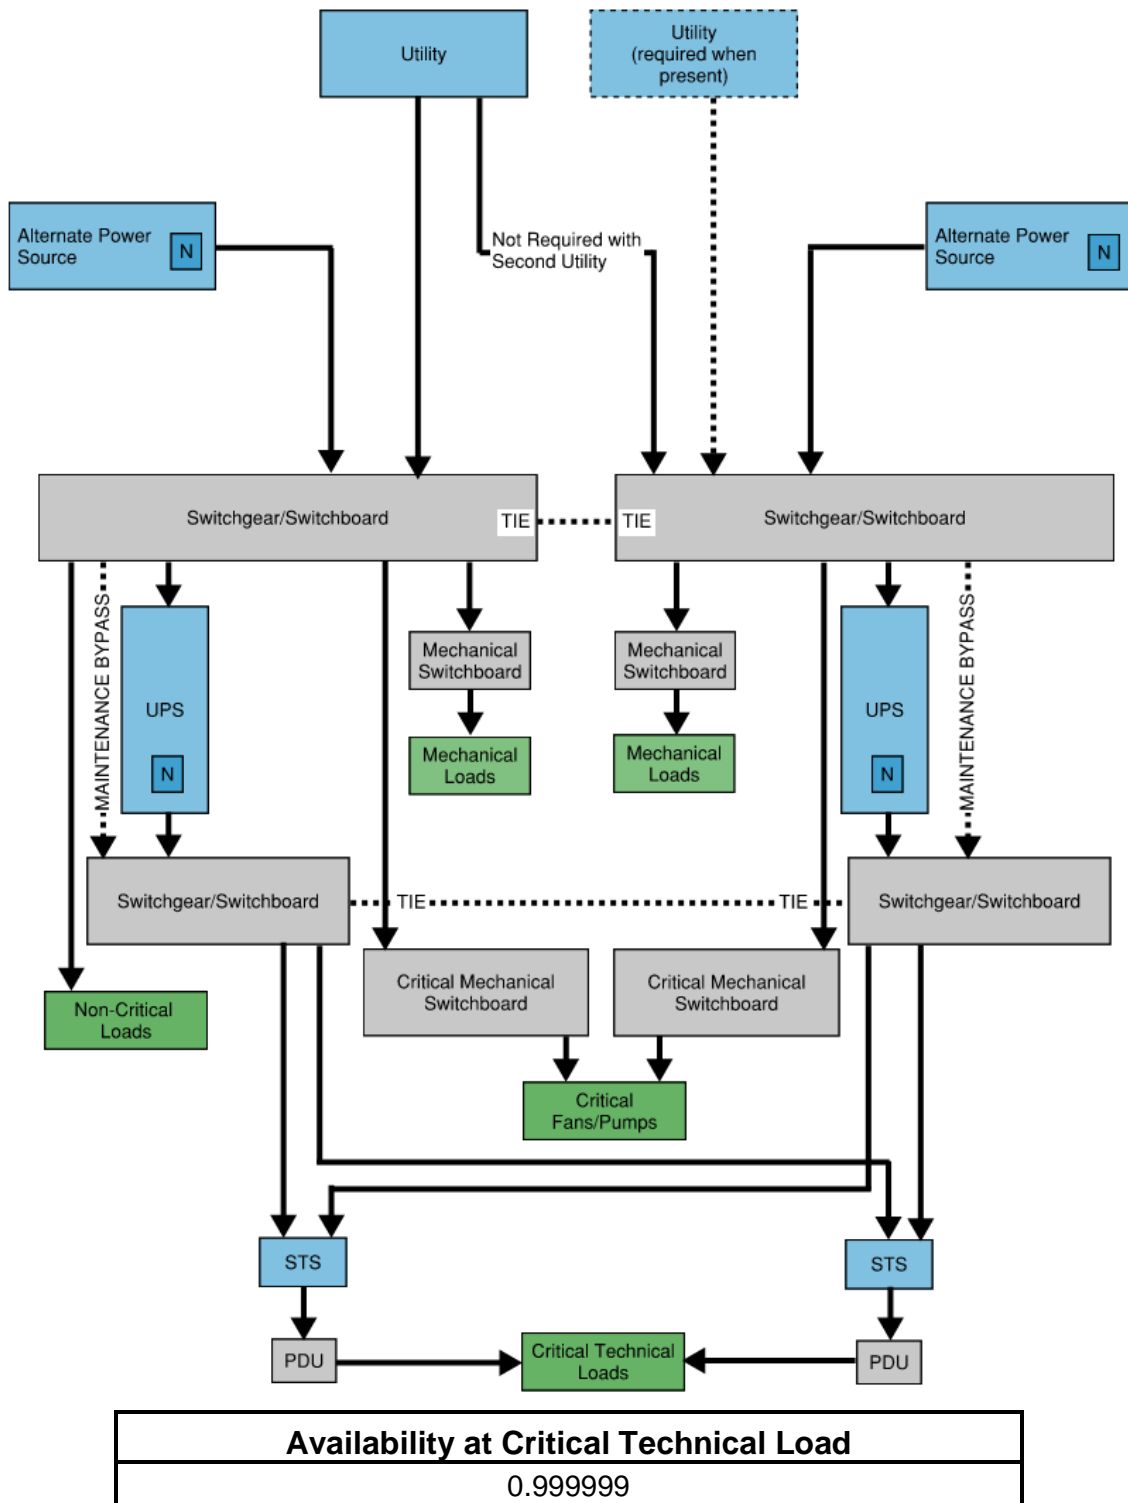 Utility
Utility
(required when
present)
Alternate Power
Source
N
Not Required with
Second Utility
Alternate Power
Source
N
Switchgear/Switchboard
TIE
TIE
Switchgear/Switchboard
MAINTENANCE BYPASS
UPS
N
Mechanical
Switchboard
Mechanical
Loads
Mechanical
Switchboard
Mechanical
Loads
UPS
N
MAINTENANCE BYPASS
Switchgear/Switchboard
TIE
TIE
Switchgear/Switchboard
Non-Critical
Loads
Critical Mechanical
Switchboard
Critical Mechanical
Switchboard
Critical
Fans/Pumps
STS
STS
PDU
Critical Technical
Loads
PDU
Availability at Critical Technical Load
0.999999